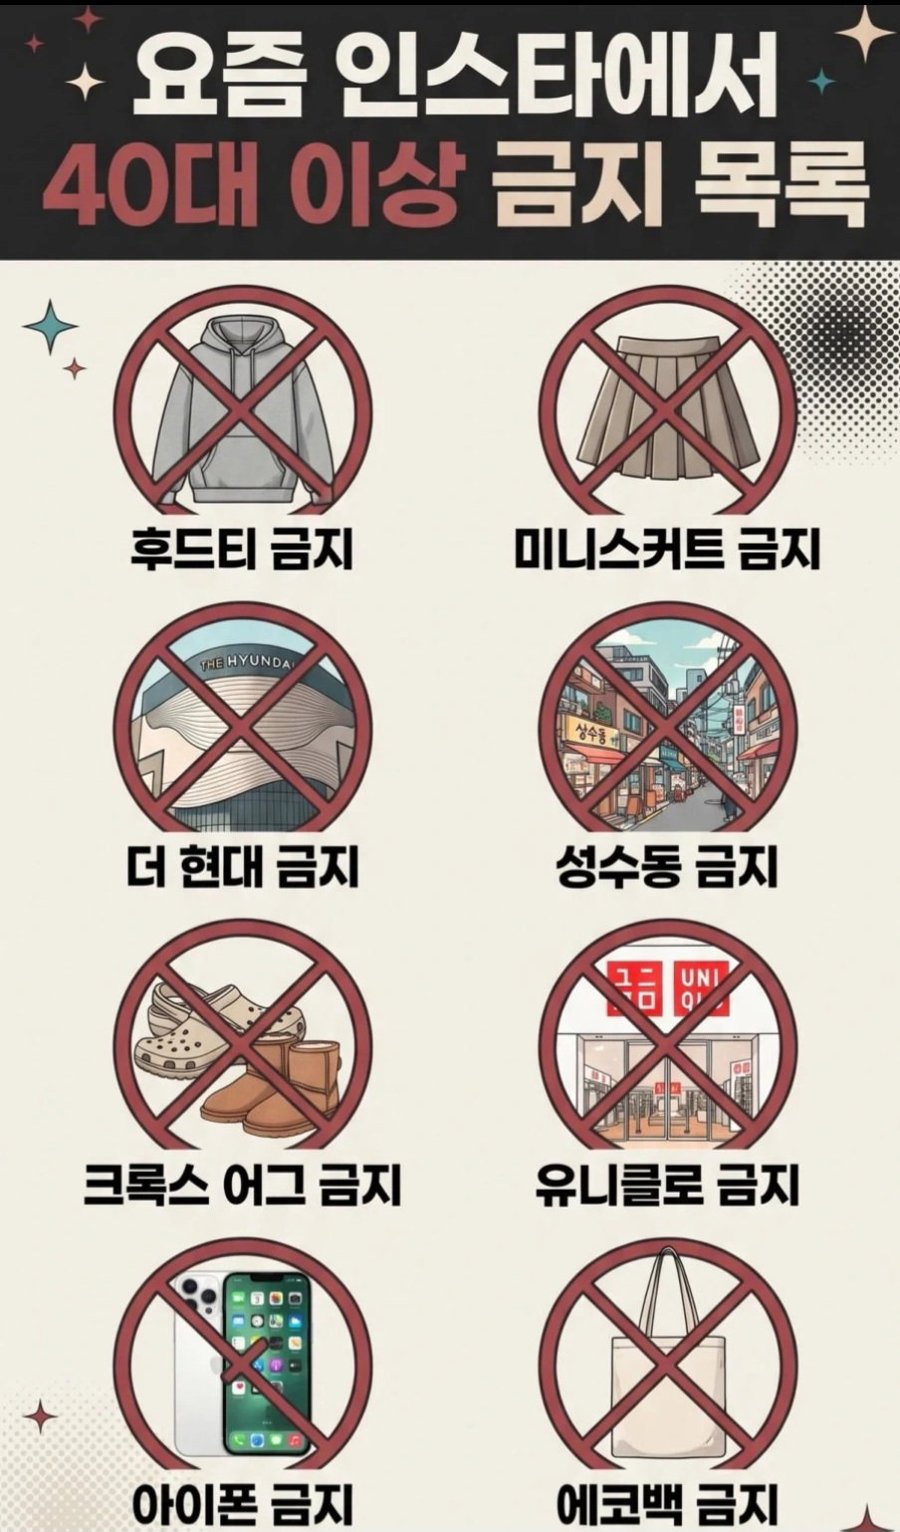 요즘 인스타에서
40대 이상 금지 목록
후드티 금지
미니스커트 금지
THE HYUNDAI
더 현대 금지
상수동
성수동 금지
크록스 어그 금지
UNI
유니클로 금지
아이폰 금지
에코백 금지